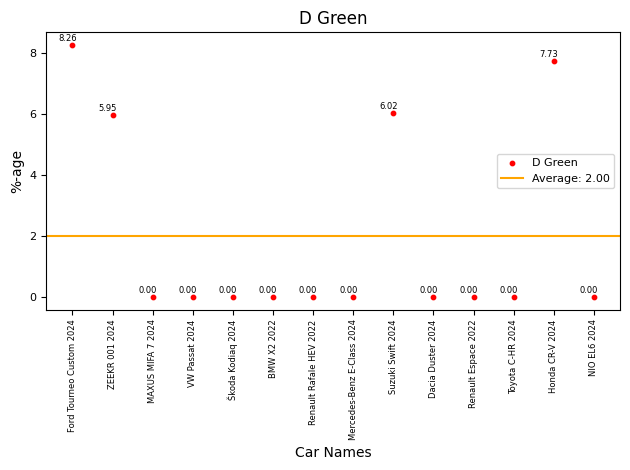 D Green
8.26
7.73
8
6.02
5.95
6
D Green
Average: 2.00
%-age
4
2
0.00 0.00 0.00 0.00 0.00 0.00 0.00 0.00 0.00 0.00
0
Ford Tourneo Custom 2024
ZEEKR 001 2024
MAXUS MIFA 7 2024
VW Passat 2024
Škoda Kodiaq 2024
BMW X2 2022
Renault Rafale HEV 2022
Mercedes-Benz E-Class 2024
Suzuki Swift 2024
Dacia Duster 2024
Renault Espace 2022
Toyota C-HR 2024
Honda CR-V 2024
NIO EL6 2024
Car Names